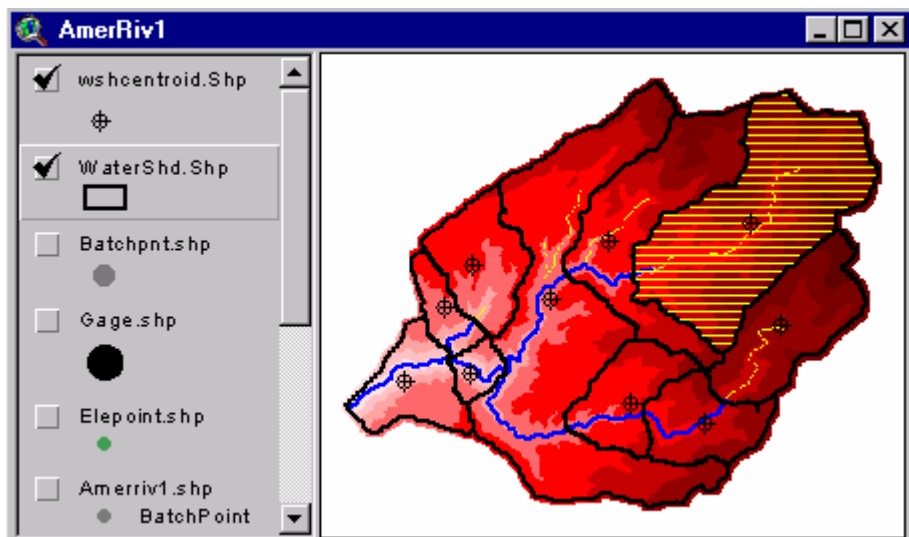 AmerRiv1
wshcentroid.Shp
WaterShd.Shp
Batchpnt.shp
Gage.shp
Elepoint.shp
Amerriv1.shp
BatchPoint